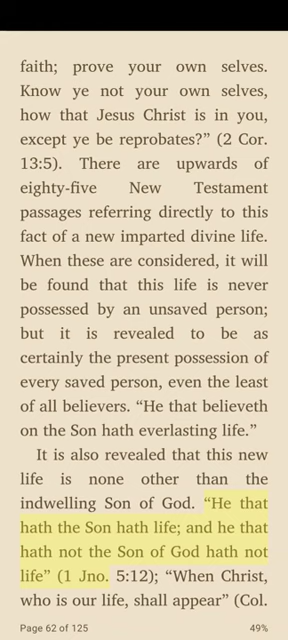 faith; prove your own selves.
Know ye not your own selves,
how that Jesus Christ is in you,
except ye be reprobates?” (2 Cor.
13:5). There are upwards of
eighty-five New Testament
passages referring directly to this
fact of a new imparted divine life.
When these are considered, it will
be found that this life is never
possessed by an unsaved person;
but it is revealed to be as
certainly the present possession of
every saved person, even the least
of all believers. “He that believeth
on the Son hath everlasting life.”
It is also revealed that this new
life is none other than the
indwelling Son of God. “He that
hath the Son hath life; and he that
hath not the Son of God hath not
life” (1 Jno. 5:12); “When Christ,
who is our life, shall appear” (Col.
Page 62 of 125 49%